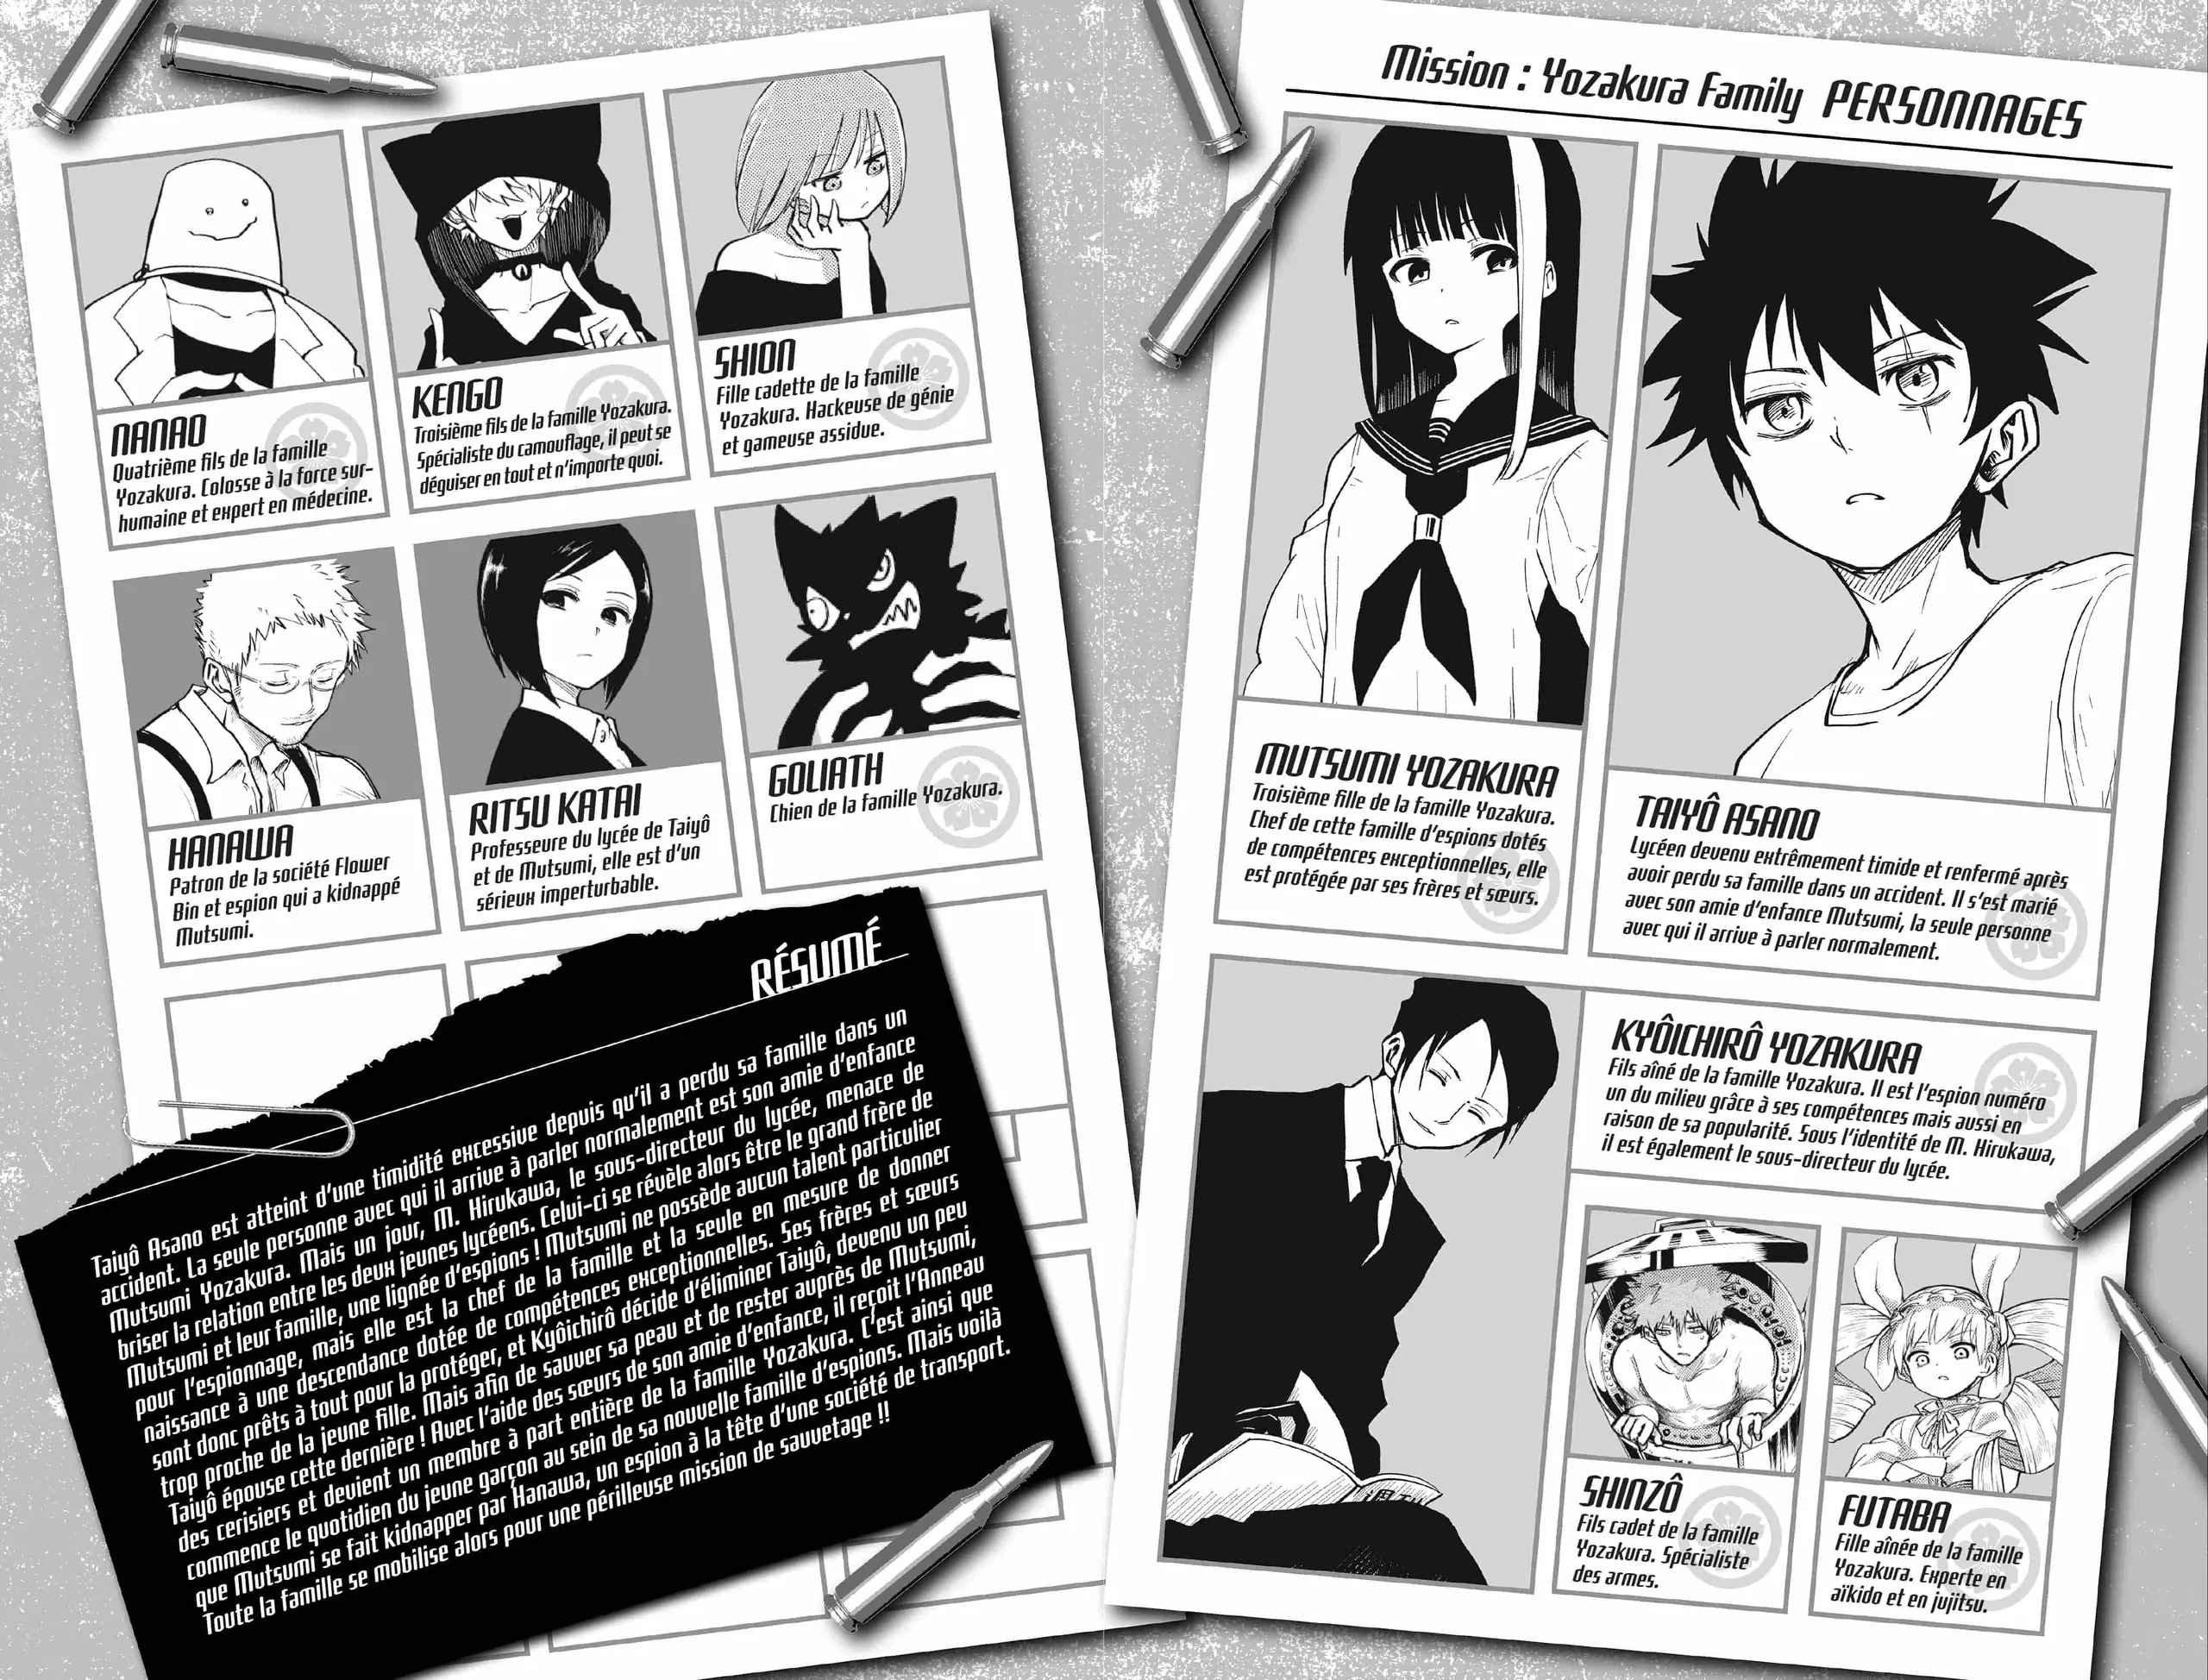 Mission : Yozakura Family PERSONNAGES
TAIYÔ ASANO
Lycéen devenu extrêmement timide et renfermé après
avoir perdu sa famille dans un accident. Il s'est marié
avec son amie d'enfance Mutsumi, la seule personne
avec qui il arrive à parler normalement.
MUTSUMI YOZAKURA
Troisième fille de la famille Yozakura.
Chef de cette famille d'espions dotés
de compétences exceptionnelles, elle
est protégée par ses frères et sœurs.
KYÔICHIRÔ YOZAKURA
Fils aîné de la famille Yozakura. Il est l'espion numéro
un du milieu grâce à ses compétences mais aussi en
raison de sa popularité. Sous l'identité de M. Hirukawa,
il est également le sous-directeur du lycée.
週刊
FUTABA
Fille aînée de la famille
Yozakura. Experte en
aïkido et en jujitsu.
SHINZÔ
Fils cadet de la famille
Yozakura. Spécialiste
des armes.
SHION
Fille cadette de la famille
Yozakura. Hackeuse de génie
et gameuse assidue.
KENGO
Troisième fils de la famille Yozakura.
Spécialiste du camouflage, il peut se
déguiser en tout et n'importe quoi.
NANAO
Quatrième fils de la famille
Yozakura. Colosse à la force sur-
humaine et expert en médecine.
GOLIATH
Chien de la famille Yozakura.
RITSU KATAI
Professeure du lycée de Taiyô
et de Mutsumi, elle est d'un
sérieux imperturbable.
HANAWA
Patron de la société Flower
Bin et espion qui a kidnappé
Mutsumi.
RÉSUMÉ
Taiyô Asano est atteint d'une timidité excessive depuis qu'il a perdu sa famille dans un
accident. La seule personne avec qui il arrive à parler normalement est son amie d'enfance
Mutsumi Yozakura. Mais un jour, M. Hirukawa, le sous-directeur du lycée, menace de
briser la relation entre les deux jeunes lycéens. Celui-ci se révèle alors être le grand frère de
Mutsumi et leur famille, une lignée d'espions ! Mutsumi ne possède aucun talent particulier
pour l'espionnage, mais elle est la chef de la famille et la seule en mesure de donner
naissance à une descendance dotée de compétences exceptionnelles. Ses frères et sœurs
sont donc prêts à tout pour la protéger, et Kyôichirô décide d'éliminer Taiyô, devenu un peu
trop proche de la jeune fille. Mais afin de sauver sa peau et de rester auprès de Mutsumi,
Taiyô épouse cette dernière ! Avec l'aide des sœurs de son amie d'enfance, il reçoit l'Anneau
des cerisiers et devient un membre à part entière de la famille Yozakura. C'est ainsi que
commence le quotidien du jeune garçon au sein de sa nouvelle famille d'espions. Mais voilà
que Mutsumi se fait kidnapper par Hanawa, un espion à la tête d'une société de transport.
Toute la famille se mobilise alors pour une périlleuse mission de sauvetage !!